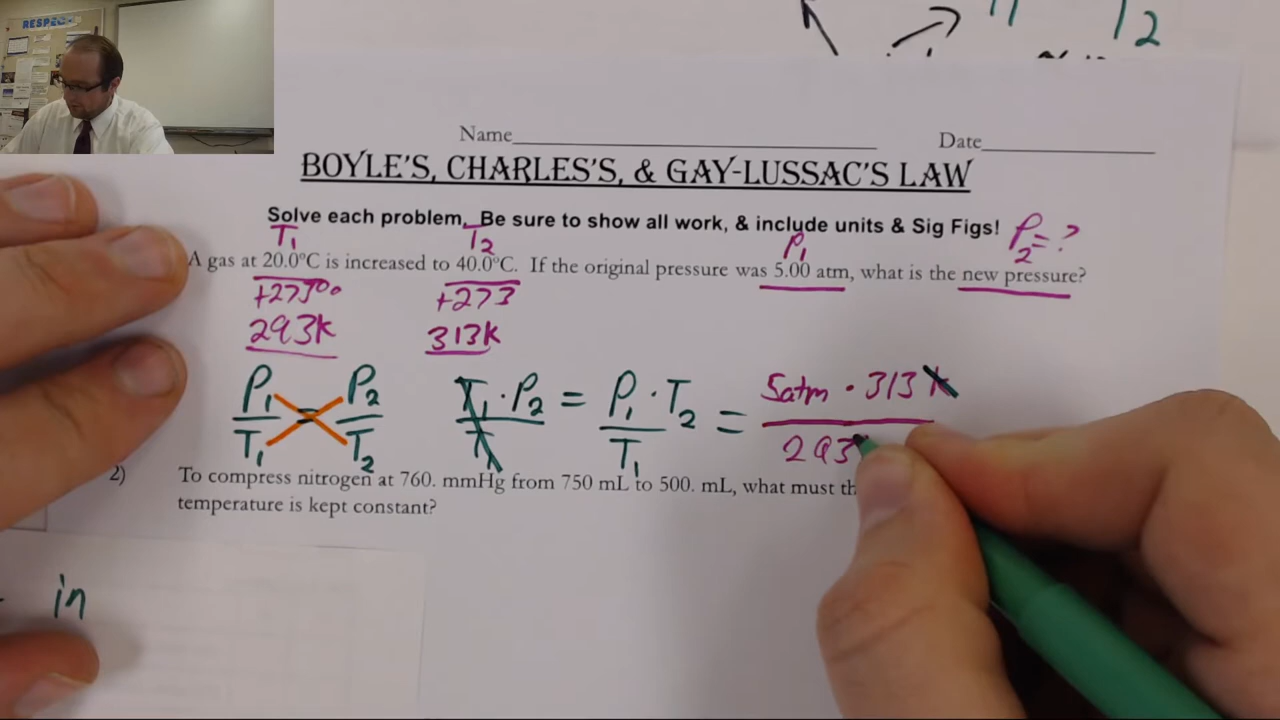 RESPECT
T2
Name Date
BOYLE'S, CHARLES'S, & GAY-LUSSAC'S LAW
Solve each problem. Be sure to show all work, & include units & Sig Figs! P2 = ?
T1 T2 P1
A gas at 20.0°C is increased to 40.0°C. If the original pressure was 5.00 atm, what is the new pressure?
+273 +273
293K 313K
P1/T1 = P2/T2 T1·P2/T1 = P1·T2/T1 = 5atm · 313K/293
2) To compress nitrogen at 760. mmHg from 750 mL to 500. mL, what must
temperature is kept constant?
in